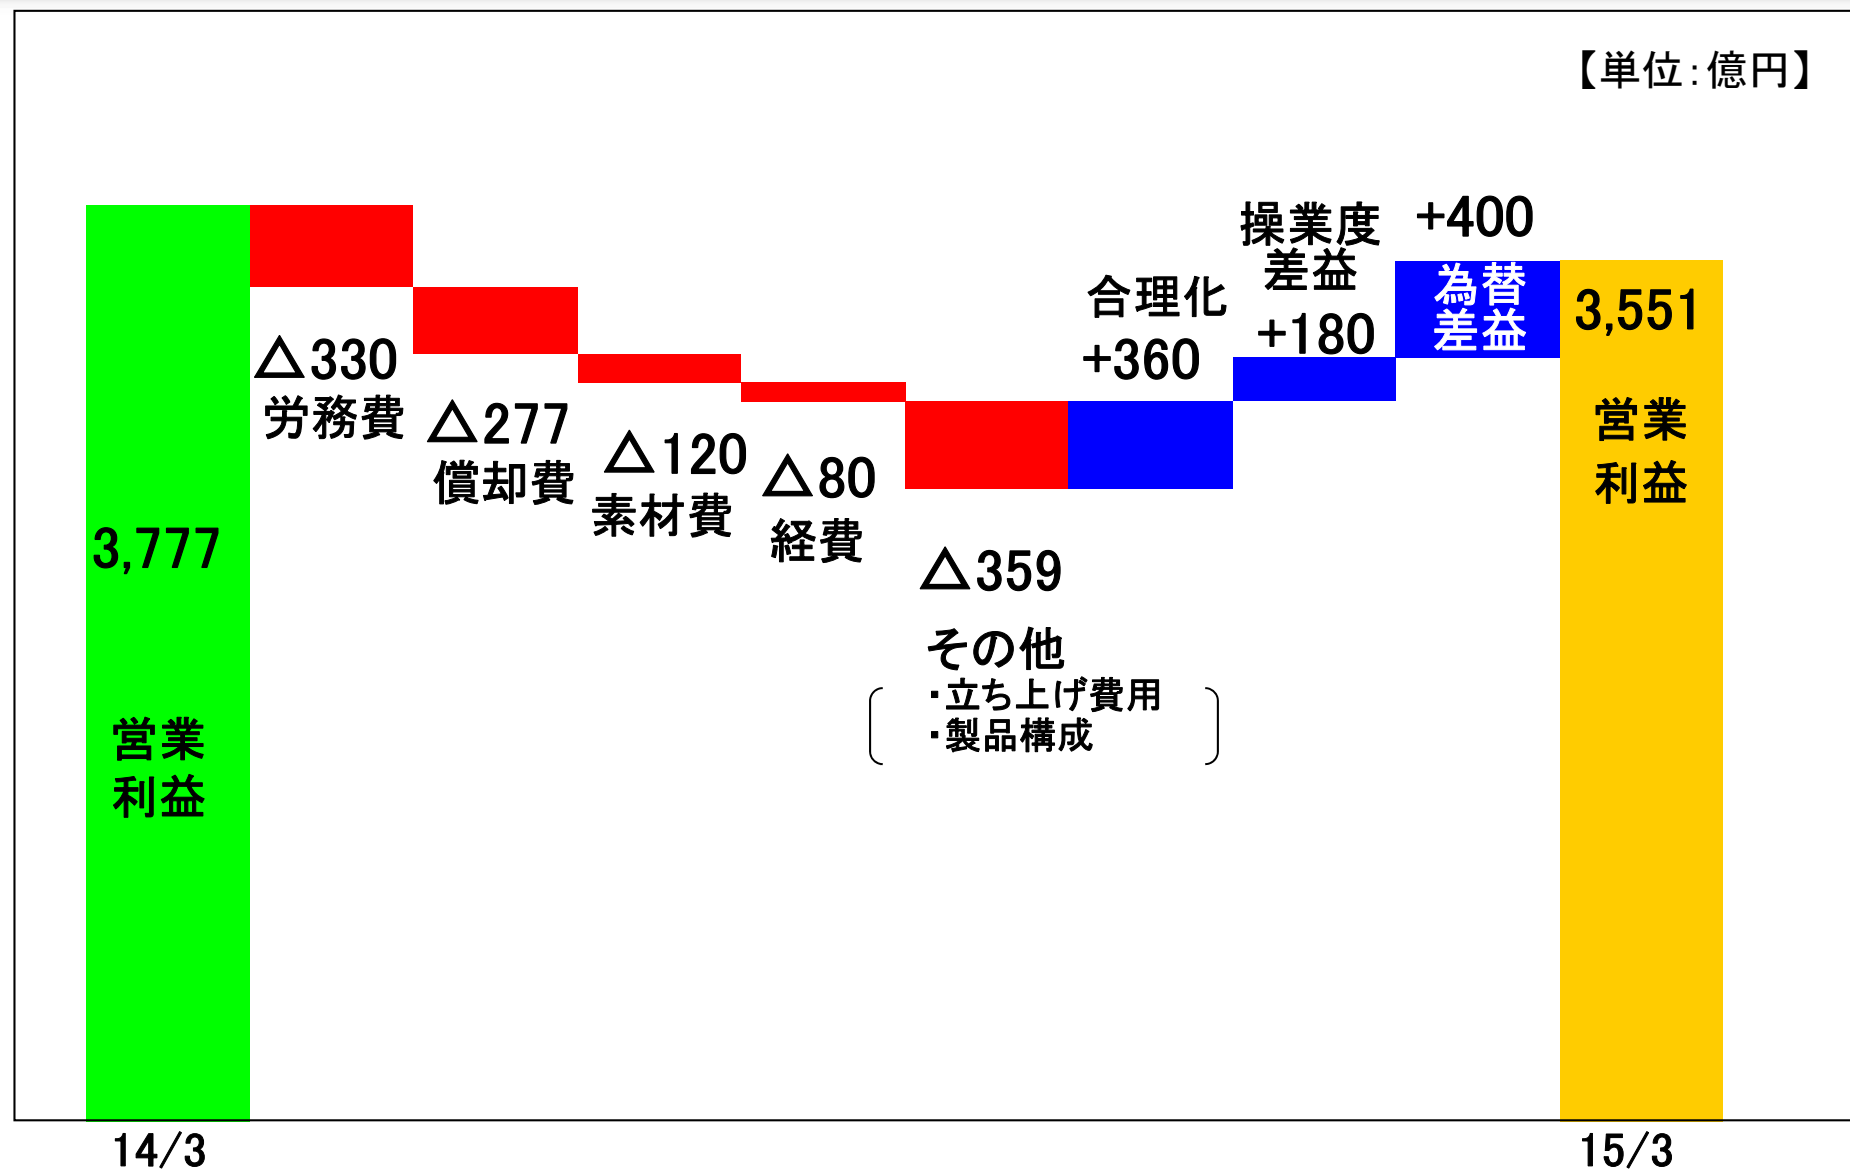 【単位:億円】
3,777
営業
利益
△330
労務費
△277
償却費
△120
素材費
△80
経費
△359
その他
・立ち上げ費用
・製品構成
合理化
+360
操業度
差益
+180
+400
為替
差益
3,551
営業
利益
14/3
15/3